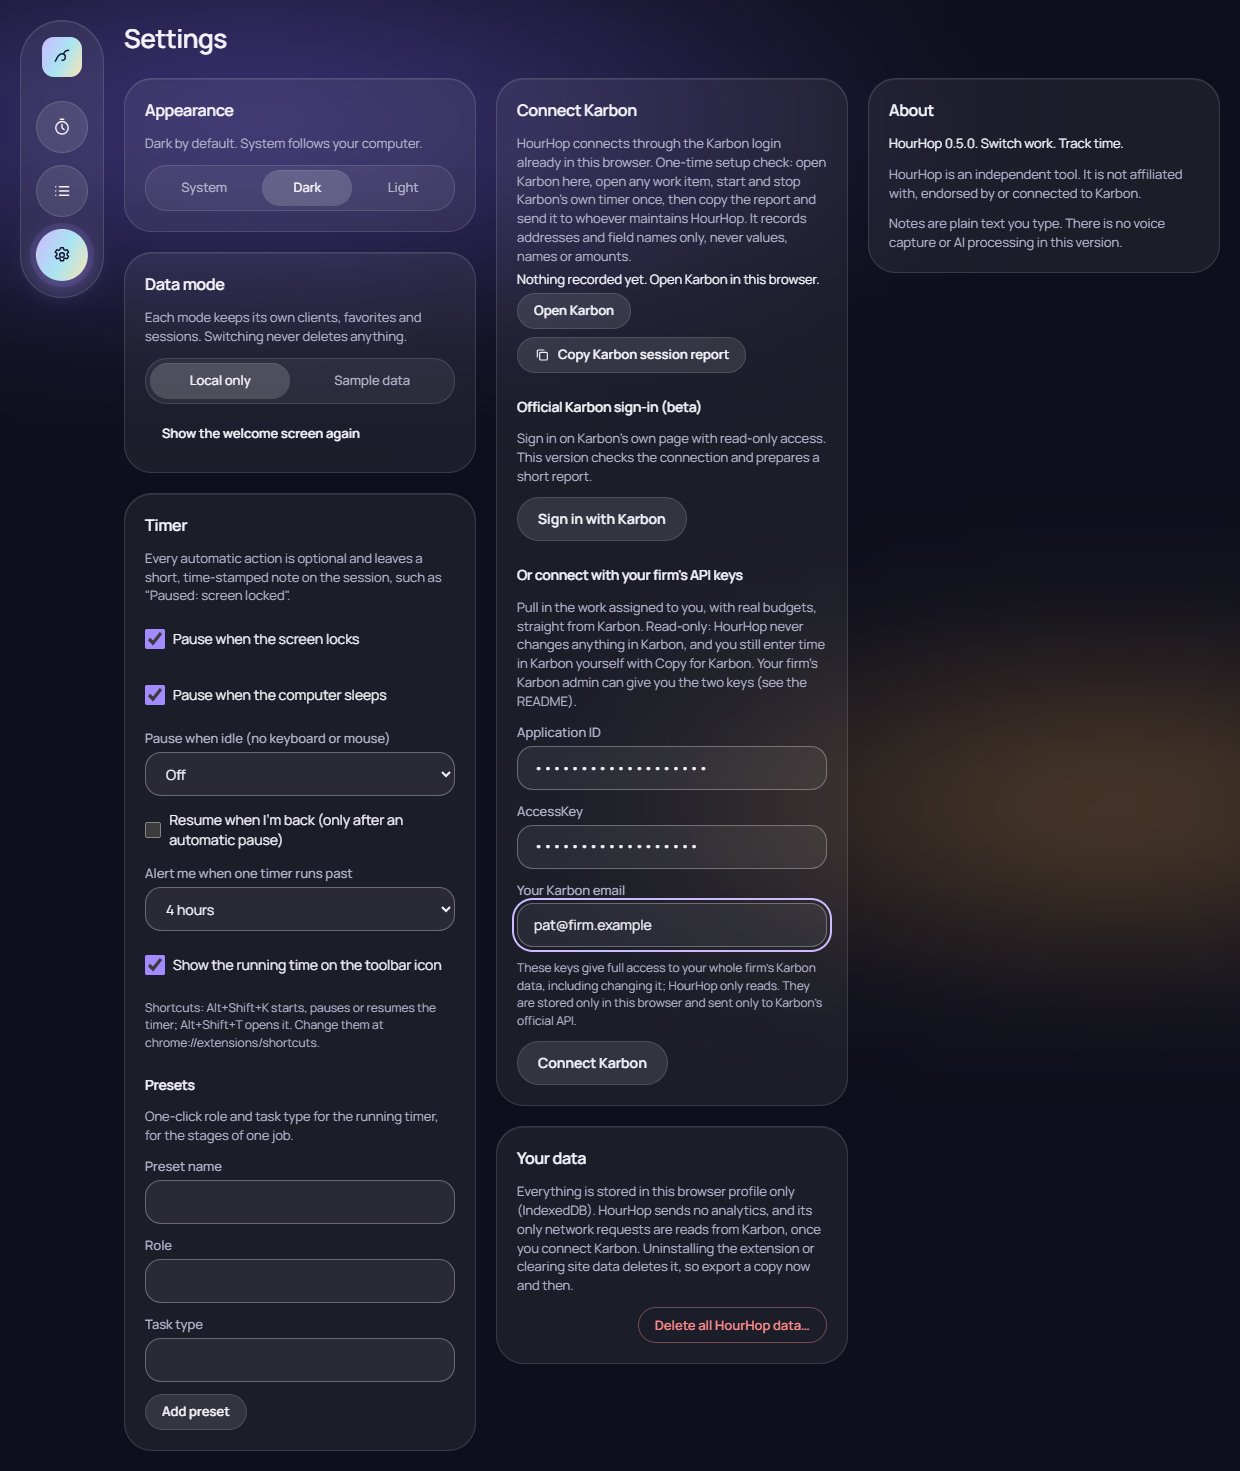 Settings
Appearance
Dark by default. System follows your computer.
System
Dark
Light
Data mode
Each mode keeps its own clients, favorites and
sessions. Switching never deletes anything.
Local only
Sample data
Show the welcome screen again
Timer
Every automatic action is optional and leaves a
short, time-stamped note on the session, such as
"Paused: screen locked".
Pause when the screen locks
Pause when the computer sleeps
Pause when idle (no keyboard or mouse)
Off
Resume when I'm back (only after an
automatic pause)
Alert me when one timer runs past
4 hours
Show the running time on the toolbar icon
Shortcuts: Alt+Shift+K starts, pauses or resumes the
timer; Alt+Shift+T opens it. Change them at
chrome://extensions/shortcuts.
Presets
One-click role and task type for the running timer,
for the stages of one job.
Preset name
Role
Task type
Add preset
Connect Karbon
HourHop connects through the Karbon login
already in this browser. One-time setup check: open
Karbon here, open any work item, start and stop
Karbon's own timer once, then copy the report and
send it to whoever maintains HourHop. It records
addresses and field names only, never values,
names or amounts.
Nothing recorded yet. Open Karbon in this browser.
Open Karbon
Copy Karbon session report
Official Karbon sign-in (beta)
Sign in on Karbon's own page with read-only access.
This version checks the connection and prepares a
short report.
Sign in with Karbon
Or connect with your firm's API keys
Pull in the work assigned to you, with real budgets,
straight from Karbon. Read-only: HourHop never
changes anything in Karbon, and you still enter time
in Karbon yourself with Copy for Karbon. Your firm's
Karbon admin can give you the two keys (see the
README).
Application ID
••••••••••••••••••
AccessKey
•••••••••••••••••
Your Karbon email
pat@firm.example
These keys give full access to your whole firm's Karbon
data, including changing it; HourHop only reads. They
are stored only in this browser and sent only to Karbon's
official API.
Connect Karbon
Your data
Everything is stored in this browser profile only
(IndexedDB). HourHop sends no analytics, and its
only network requests are reads from Karbon, once
you connect Karbon. Uninstalling the extension or
clearing site data deletes it, so export a copy now
and then.
Delete all HourHop data…
About
HourHop 0.5.0. Switch work. Track time.
HourHop is an independent tool. It is not affiliated
with, endorsed by or connected to Karbon.
Notes are plain text you type. There is no voice
capture or AI processing in this version.